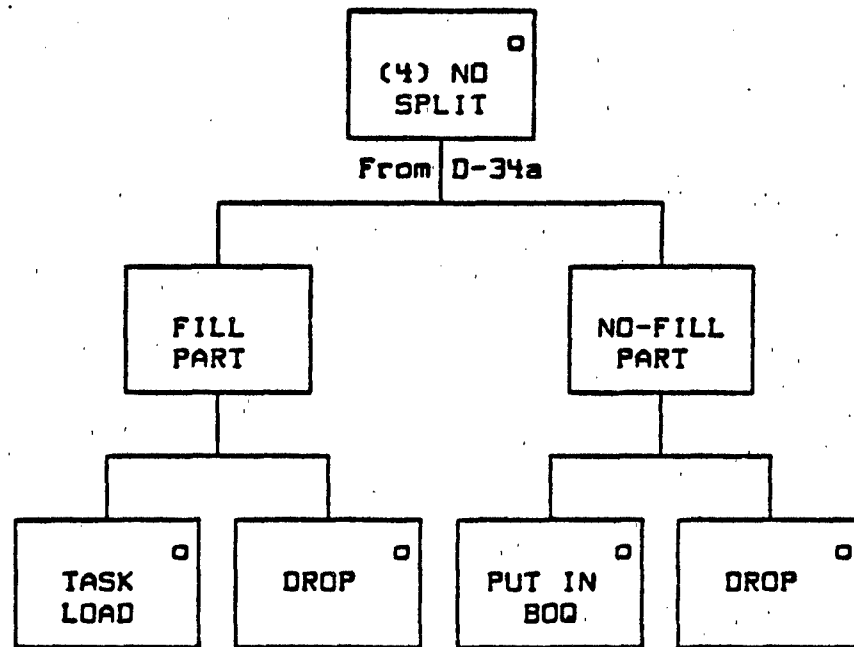 (4) NO
SPLIT
From D-34a
FILL
PART
NO-FILL
PART
TASK
LOAD
DROP
PUT IN
BOQ
DROP